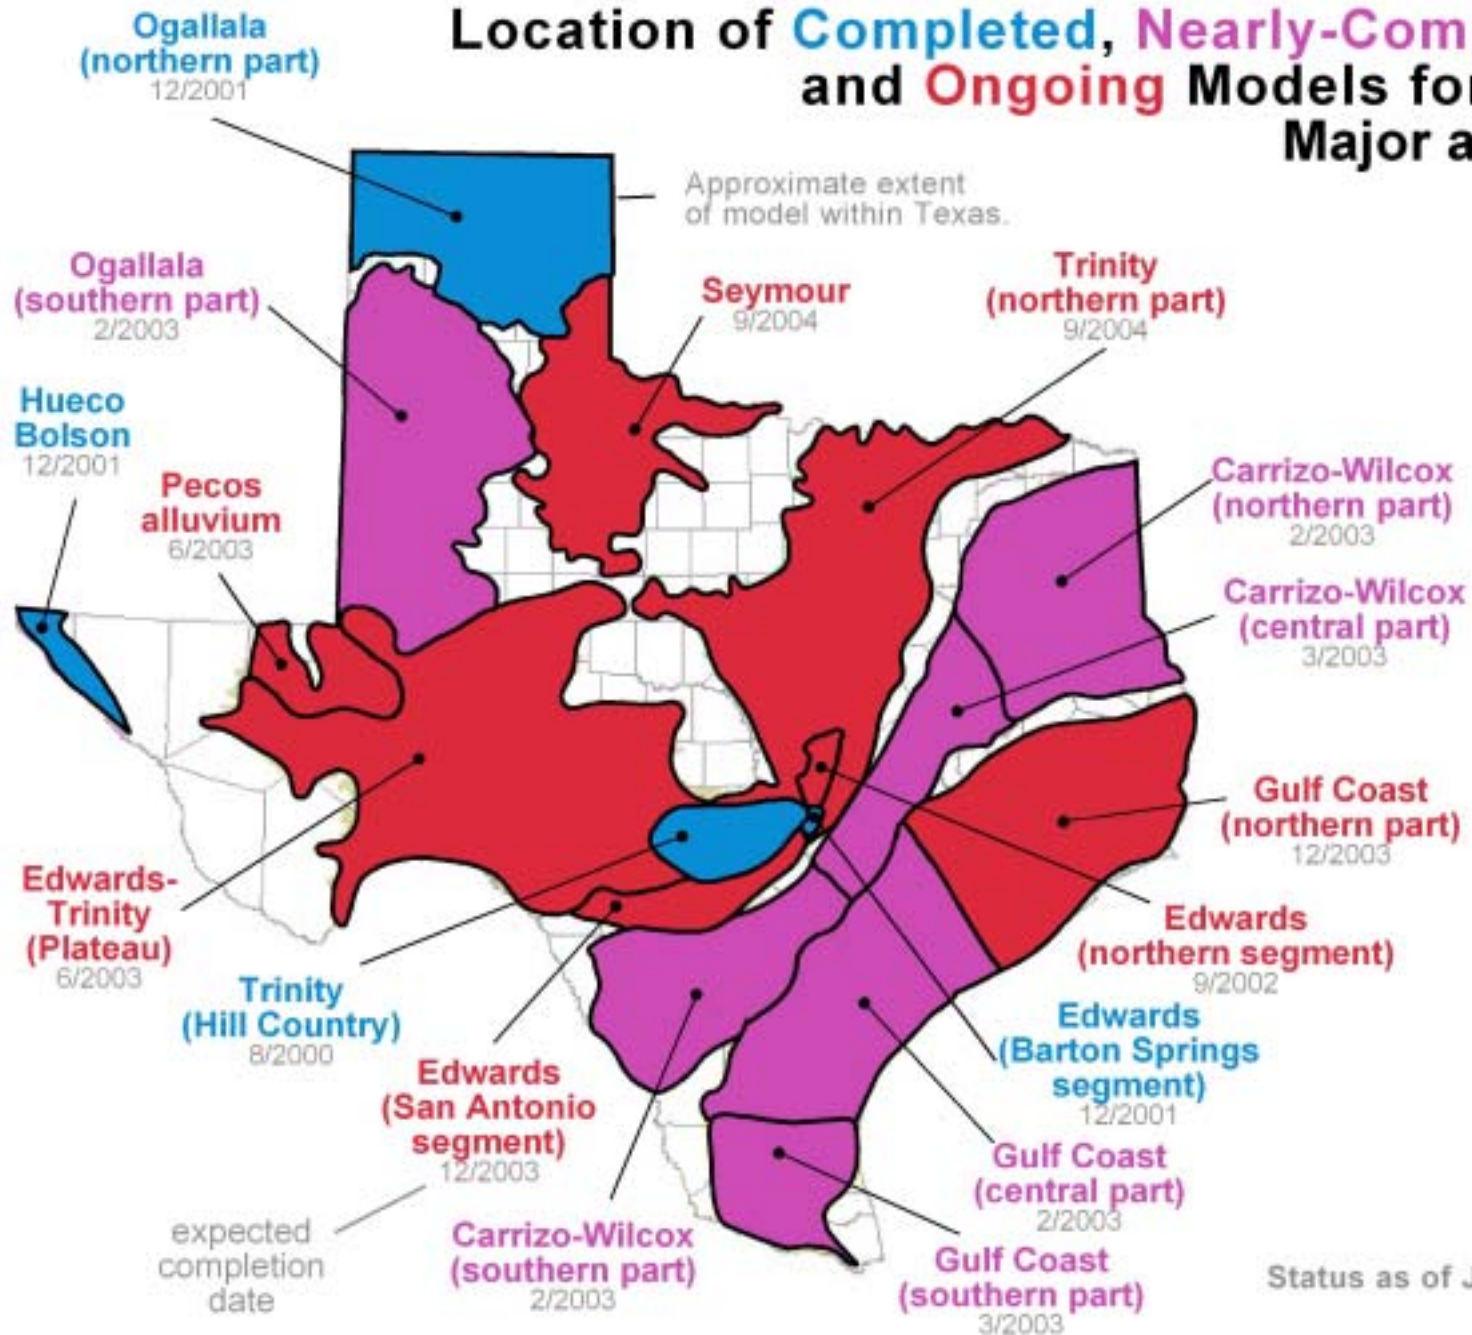 Location of Completed, Nearly-Com
and Ongoing Models for
Major a
Ogallala
(northern part)
12/2001
Approximate extent
of model within Texas.
Ogallala
(southern part)
2/2003
Seymour
9/2004
Trinity
(northern part)
9/2004
Hueco
Bolson
12/2001
Pecos
alluvium
6/2003
Carrizo-Wilcox
(northern part)
2/2003
Carrizo-Wilcox
(central part)
3/2003
Gulf Coast
(northern part)
12/2003
Edwards-
Trinity
(Plateau)
6/2003
Edwards
(northern segment)
9/2002
Trinity
(Hill Country)
8/2000
Edwards
(Barton Springs
segment)
12/2001
Edwards
(San Antonio
segment)
12/2003
Gulf Coast
(central part)
2/2003
expected
completion
date
Carrizo-Wilcox
(southern part)
2/2003
Gulf Coast
(southern part)
3/2003
Status as of J